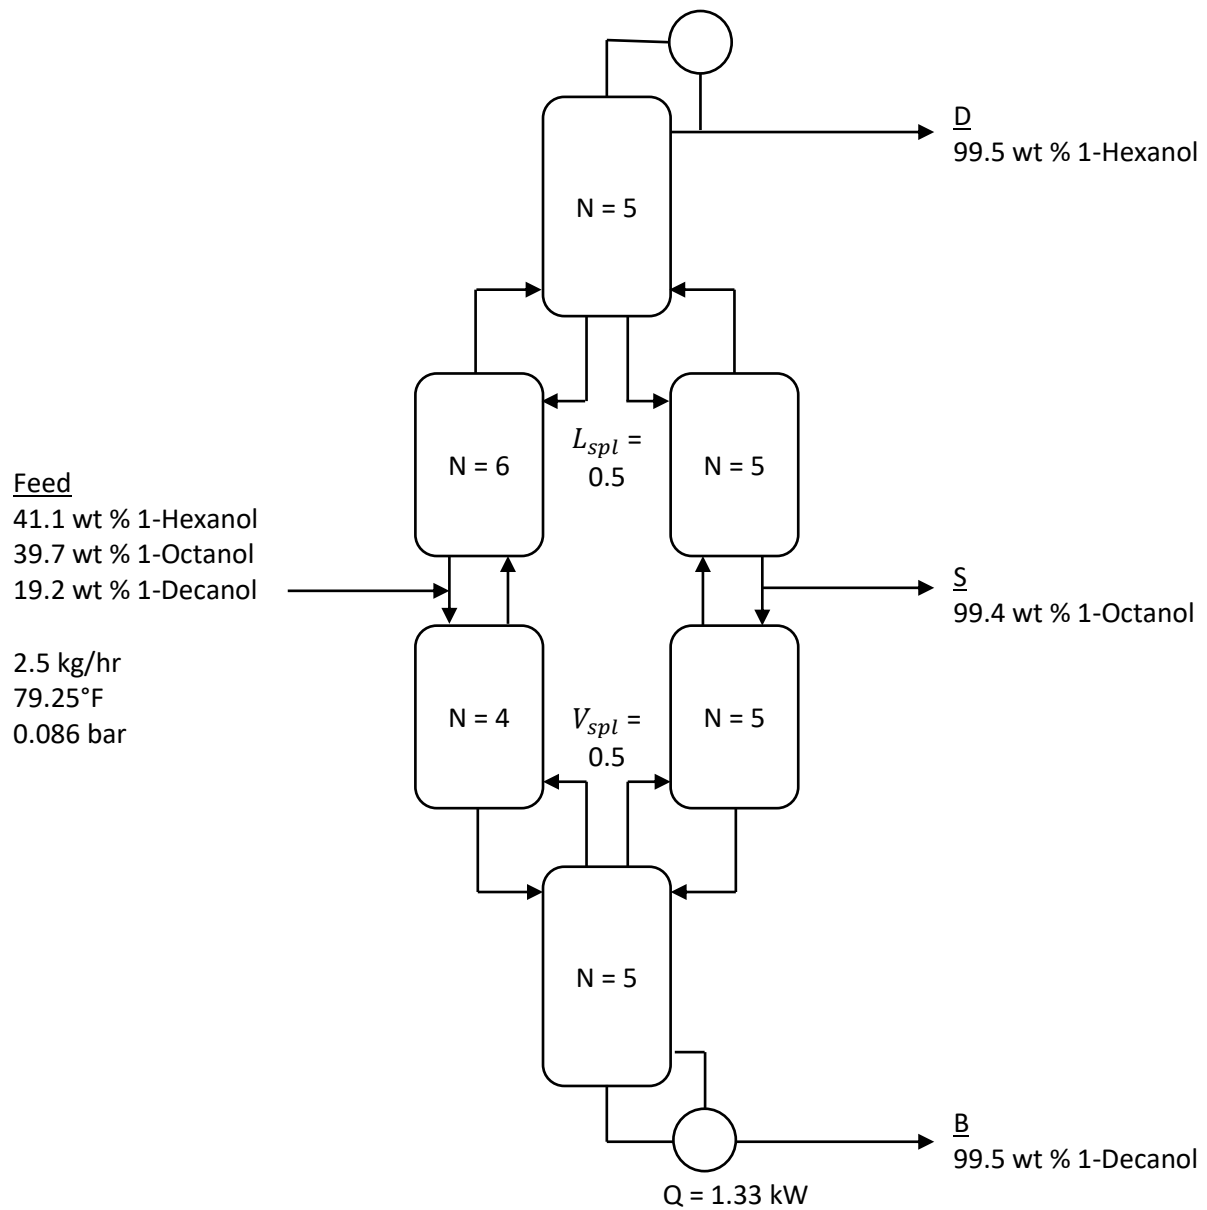 D
99.5 wt % 1-Hexanol
N = 5
L_spl =
0.5
N = 6
N = 5
Feed
41.1 wt % 1-Hexanol
39.7 wt % 1-Octanol
19.2 wt % 1-Decanol
2.5 kg/hr
79.25°F
0.086 bar
S
99.4 wt % 1-Octanol
N = 4
V_spl =
0.5
N = 5
N = 5
B
99.5 wt % 1-Decanol
Q = 1.33 kW